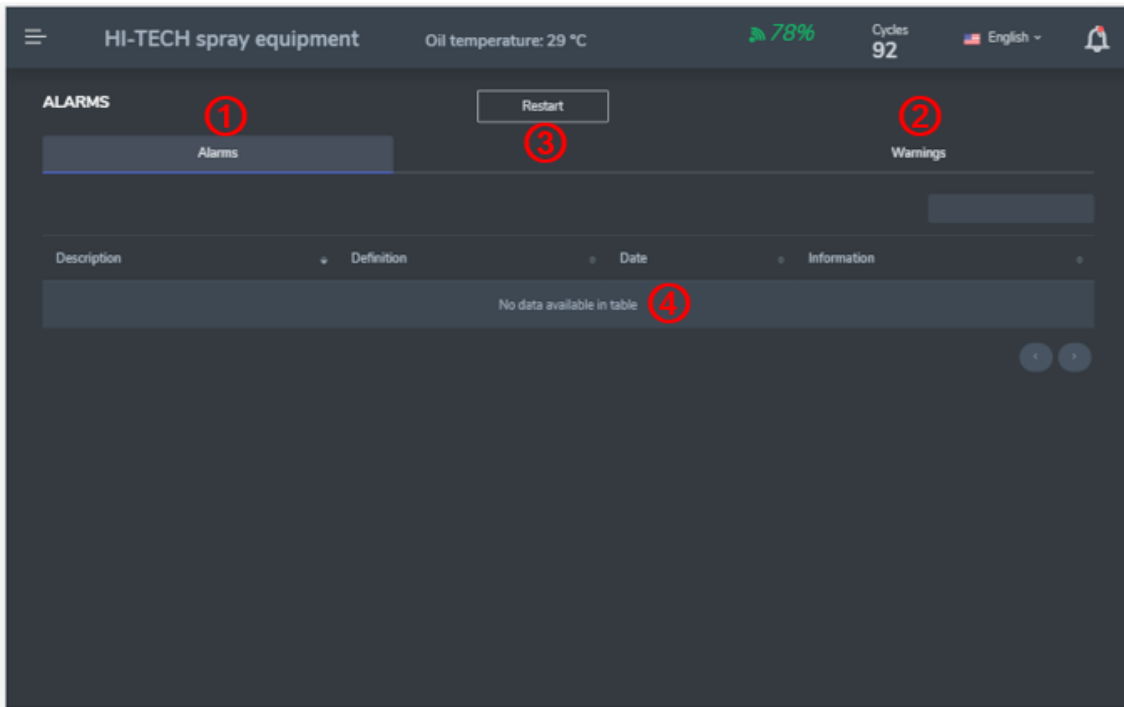 HI-TECH spray equipment Oil temperature: 29 °C 78% Cycles English
92
ALARMS Restart
① ③ ②
Alarms Warnings
Description Definition Date Information
No data available in table ④